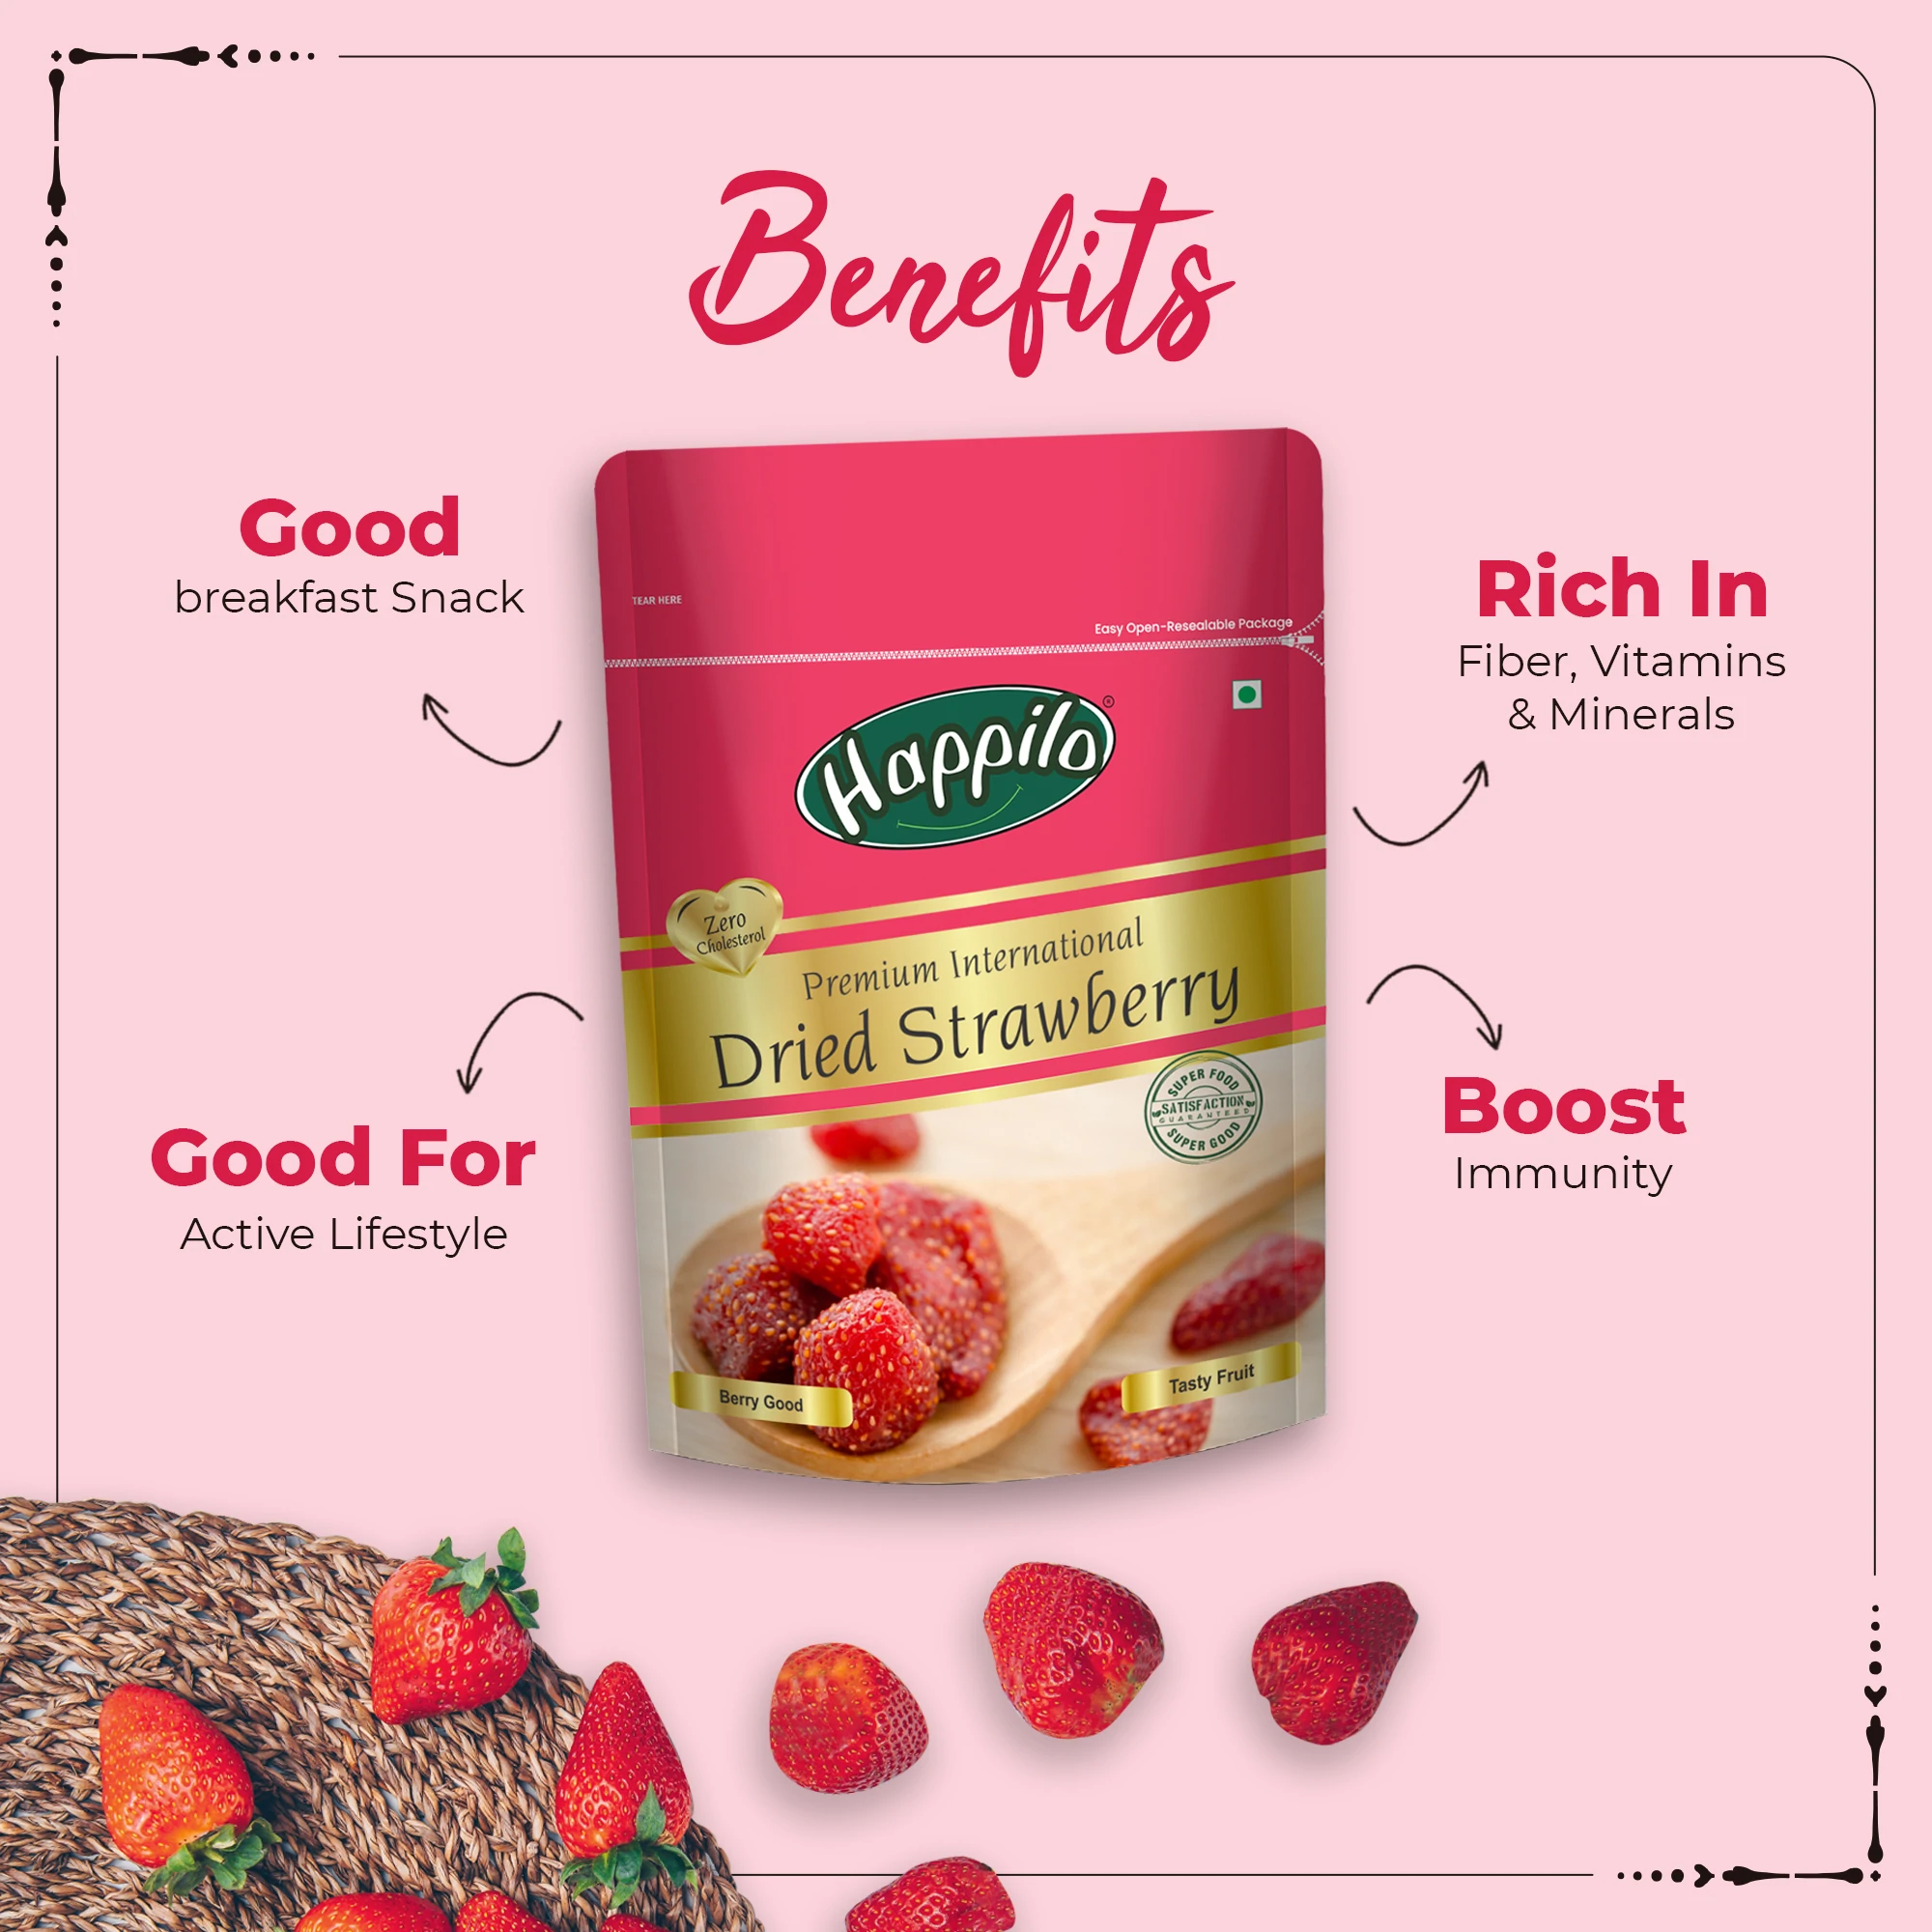 Benefits
Good
breakfast Snack
Rich In
Fiber, Vitamins
& Minerals
Good For
Active Lifestyle
Boost
Immunity
TEAR HERE
Easy Open-Resealable Package
Happilo®
Zero
Cholesterol
Premium International
Dried Strawberry
SUPER FOOD
SATISFACTION
GUARANTEED
SUPER GOOD
Berry Good
Tasty Fruit